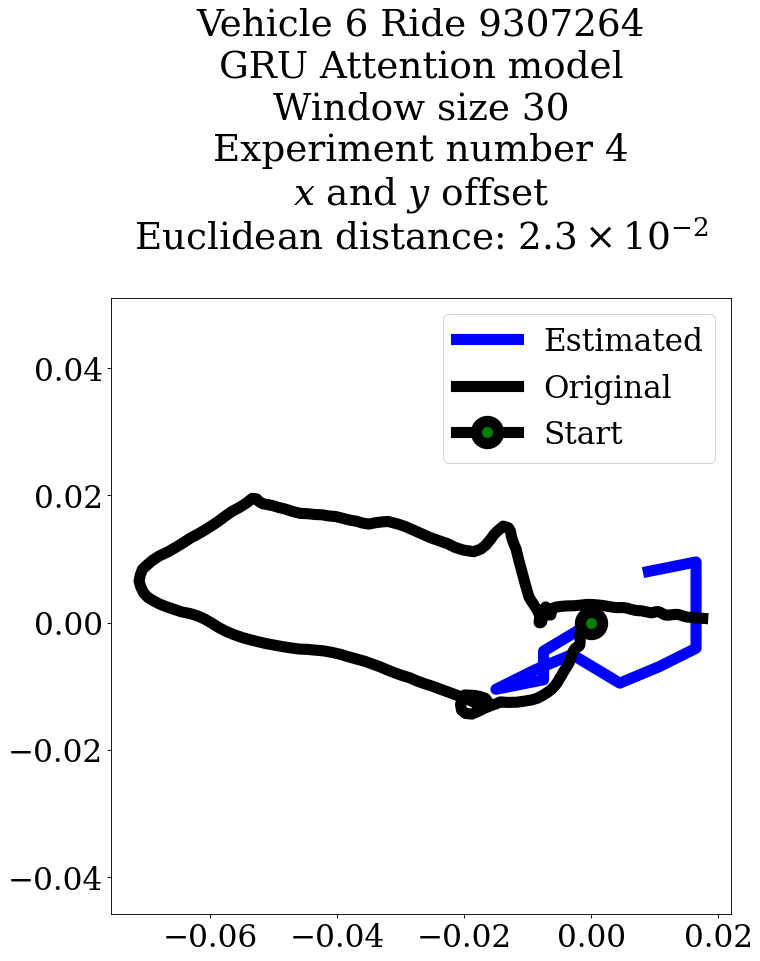 Vehicle 6 Ride 9307264
GRU Attention model
Window size 30
Experiment number 4
x and y offset
Euclidean distance: 2.3 × 10⁻²
Estimated
Original
Start
0.04
0.02
0.00
−0.02
−0.04
−0.06 −0.04 −0.02 0.00 0.02